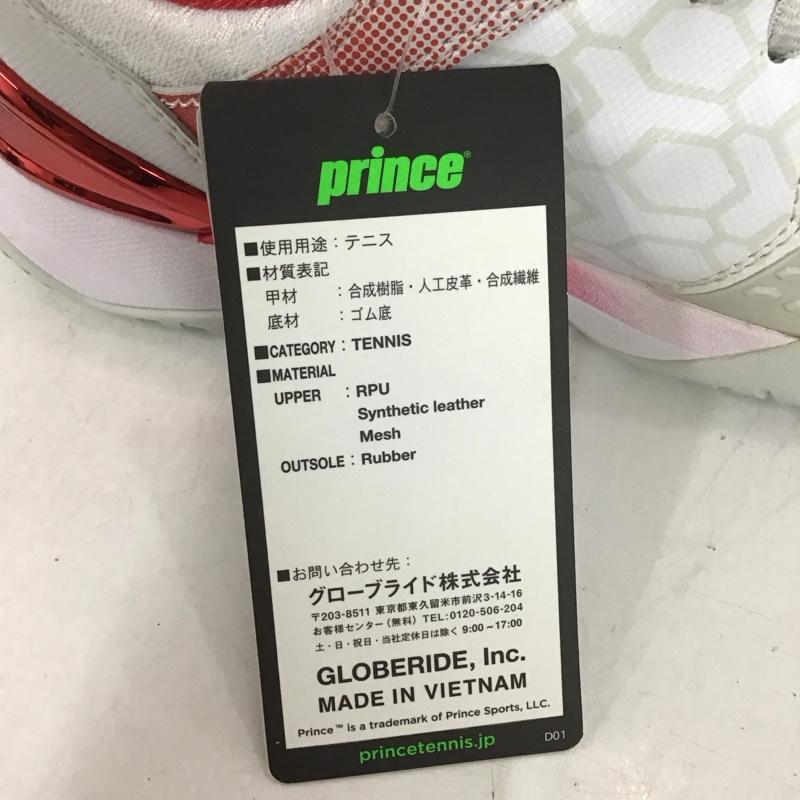 prince®
■使用用途：テニス
■材質表記
甲材　：合成樹脂・人工皮革・合成繊維
底材　：ゴム底
■CATEGORY：TENNIS
■MATERIAL
UPPER　：RPU
Synthetic leather
Mesh
OUTSOLE：Rubber
■お問い合わせ先：
グローブライド株式会社
〒203-8511 東京都東久留米市前沢3-14-16
お客様センター（無料）TEL：0120-506-204
土・日・祝日・当社定休日は除く 9:00～17:00
GLOBERIDE, Inc.
MADE IN VIETNAM
Prince™ is a trademark of Prince Sports, LLC.
princetennis.jp
D01